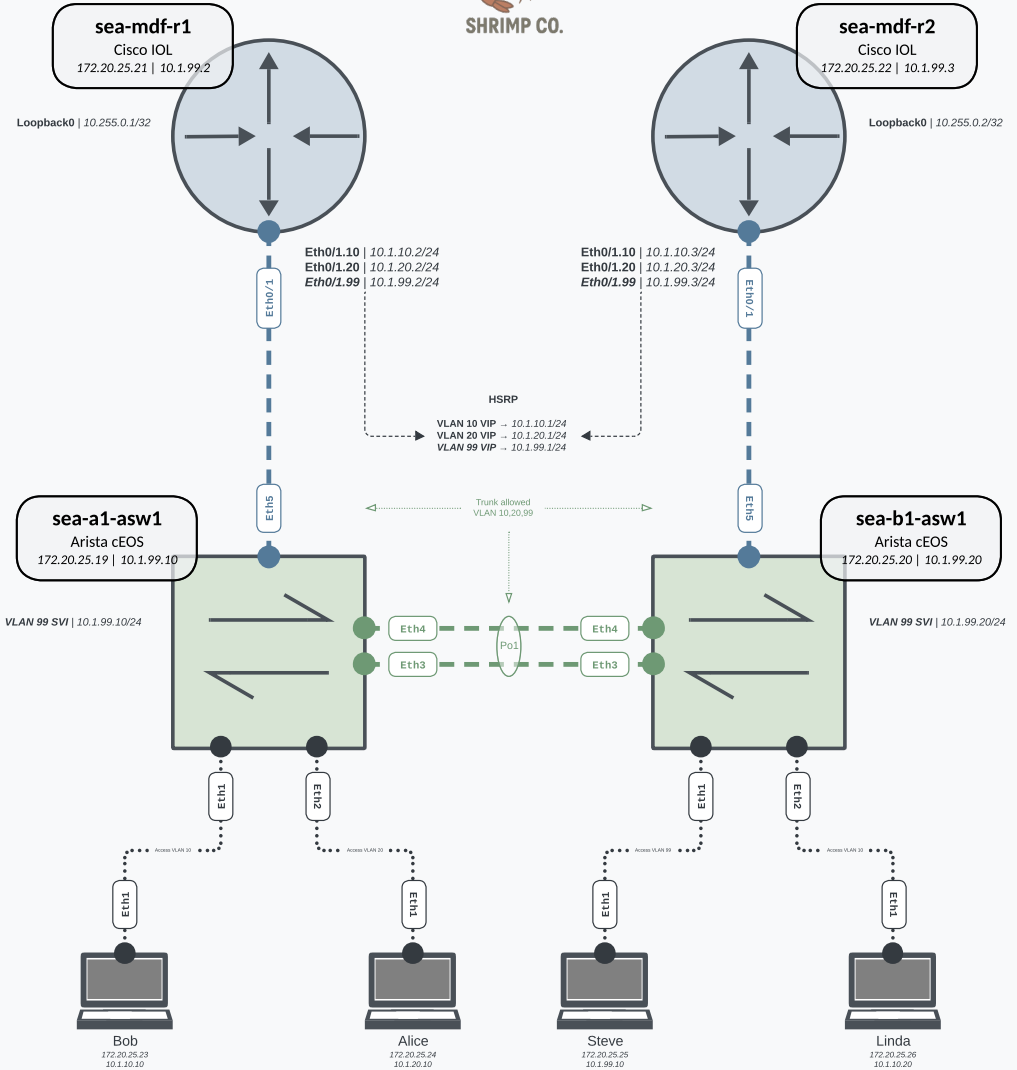 SHRIMP CO.
sea-mdf-r1
Cisco IOL
172.20.25.21 | 10.1.99.2
sea-mdf-r2
Cisco IOL
172.20.25.22 | 10.1.99.3
Loopback0 | 10.255.0.1/32
Loopback0 | 10.255.0.2/32
Eth0/1.10 | 10.1.10.2/24
Eth0/1.20 | 10.1.20.2/24
Eth0/1.99 | 10.1.99.2/24
Eth0/1.10 | 10.1.10.3/24
Eth0/1.20 | 10.1.20.3/24
Eth0/1.99 | 10.1.99.3/24
Eth0/1
Eth0/1
HSRP
VLAN 10 VIP → 10.1.10.1/24
VLAN 20 VIP → 10.1.20.1/24
VLAN 99 VIP → 10.1.99.1/24
Eth5
Eth5
Trunk allowed
VLAN 10,20,99
sea-a1-asw1
Arista cEOS
172.20.25.19 | 10.1.99.10
sea-b1-asw1
Arista cEOS
172.20.25.20 | 10.1.99.20
VLAN 99 SVI | 10.1.99.10/24
VLAN 99 SVI | 10.1.99.20/24
Eth4
Eth4
Po1
Eth3
Eth3
Eth1
Eth2
Eth1
Eth2
Access VLAN 10
Access VLAN 20
Access VLAN 99
Access VLAN 10
Eth1
Eth1
Eth1
Eth1
Bob
172.20.25.23
10.1.10.10
Alice
172.20.25.24
10.1.20.10
Steve
172.20.25.25
10.1.99.10
Linda
172.20.25.26
10.1.10.20